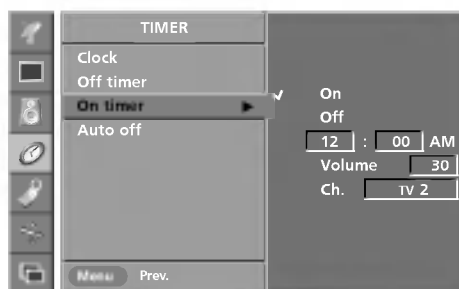 TIMER
Clock
Off timer
On timer
Auto off
Menu Prev.
On
Off
12 : 00 AM
Volume 30
Ch. TV 2